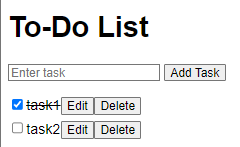 To-Do List
Enter task Add Task
task1 Edit Delete
task2 Edit Delete